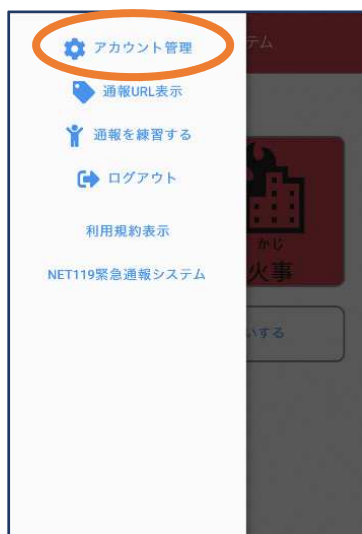 アカウント管理
テム
通報URL表示
通報を練習する
ログアウト
利用規約表示
NET119緊急通報システム
かじ
火事
いする